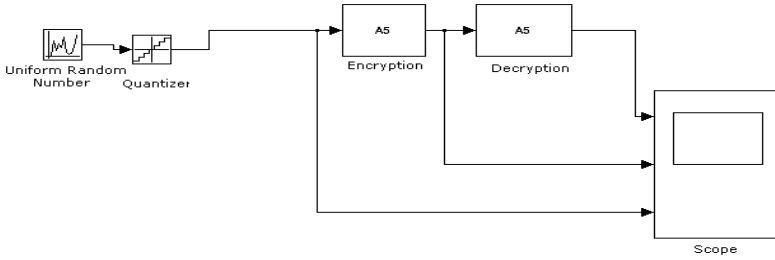 A5
A5
Encryption
Decryption
Uniform Random
Number
Quantizer
Scope